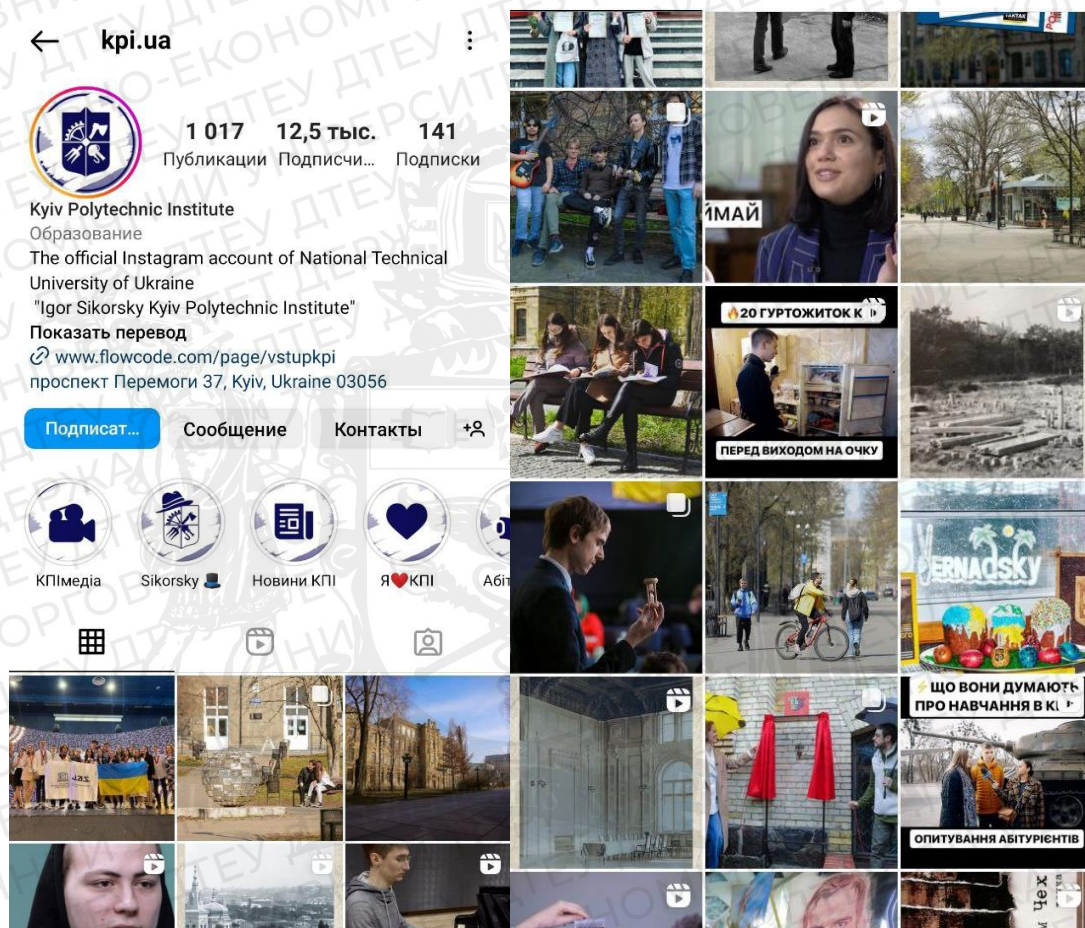 kpi.ua
1 017
12,5 тыс.
141
Публикации
Подписчи...
Подписки
Kyiv Polytechnic Institute
Образование
The official Instagram account of National Technical
University of Ukraine
"Igor Sikorsky Kyiv Polytechnic Institute"
Показать перевод
www.flowcode.com/page/vstupkpi
проспект Перемоги 37, Kyiv, Ukraine 03056
Подписат...
Сообщение
Контакты
КПІмедіа
Sikorsky
Новини КПІ
Я❤️КПІ
Абіт
ЙМАЙ
🔥20 ГУРТОЖИТОК К
ПЕРЕД ВИХОДОМ НА ОЧКУ
ERNADSKY
⚡ЩО ВОНИ ДУМАЮТЬ
ПРО НАВЧАННЯ В К
ОПИТУВАННЯ АБІТУРІЄНТІВ
Чех